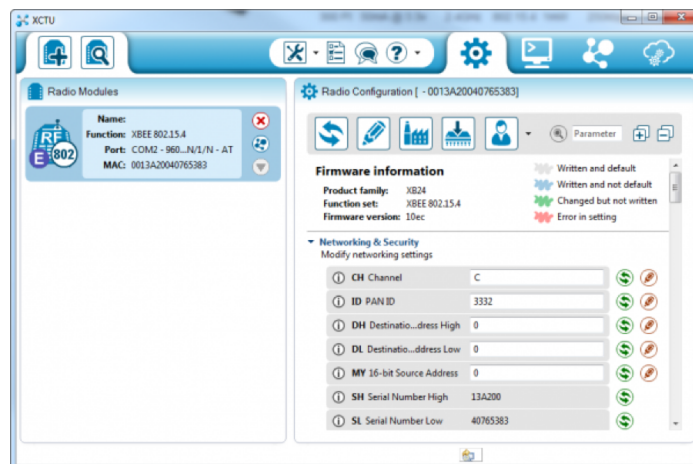 XCTU
Radio Modules
Name:
Function: XBEE 802.15.4
Port: COM2 - 960...N/1/N - AT
MAC: 0013A20040765383
RF
802
E
Radio Configuration [ - 0013A20040765383]
Parameter
Firmware information
Product family: XB24
Function set: XBEE 802.15.4
Firmware version: 10ec
Written and default
Written and not default
Changed but not written
Error in setting
Networking & Security
Modify networking settings
CH Channel C
ID PAN ID 3332
DH Destinatio...dress High 0
DL Destinatio...ddress Low 0
MY 16-bit Source Address 0
SH Serial Number High 13A200
SL Serial Number Low 40765383